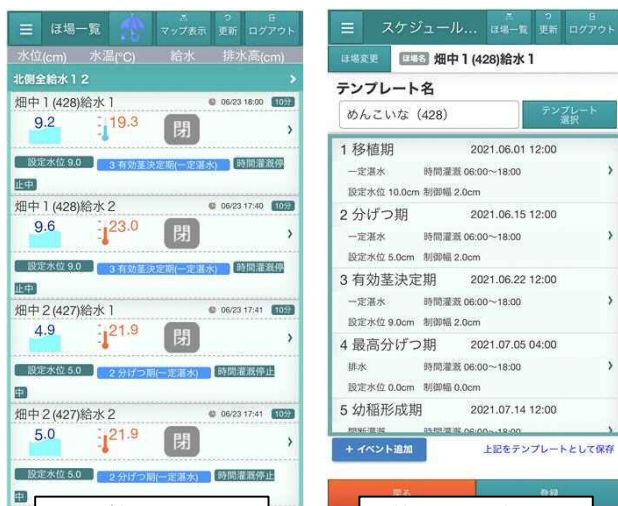 ほ場一覧
マップ表示
更新
ログアウト
水位(cm) 水温(℃) 給水 排水高(cm)
北側全給水12
畑中1(428)給水1 06/23 18:00 10分
9.2 19.3 閉
設定水位 9.0 3 有効茎決定期(一定湛水) 時間灌漑停止中
畑中1(428)給水2 06/23 17:40 10分
9.6 23.0 閉
設定水位 9.0 3 有効茎決定期(一定湛水) 時間灌漑停止中
畑中2(427)給水1 06/23 17:41 10分
4.9 21.9 閉
設定水位 5.0 2 分げつ期(一定湛水) 時間灌漑停止中
畑中2(427)給水2 06/23 17:41 10分
5.0 21.9 閉
設定水位 5.0 2 分げつ期(一定湛水) 時間灌漑停止中
スケジュール...
ほ場一覧
更新
ログアウト
ほ場変更 ほ場名 畑中1(428)給水1
テンプレート名
めんこいな(428)
テンプレート
選択
1 移植期 2021.06.01 12:00
一定湛水 時間灌漑 06:00～18:00
設定水位 10.0cm 制御幅 2.0cm
2 分げつ期 2021.06.15 12:00
一定湛水 時間灌漑 06:00～18:00
設定水位 5.0cm 制御幅 2.0cm
3 有効茎決定期 2021.06.22 12:00
一定湛水 時間灌漑 06:00～18:00
設定水位 9.0cm 制御幅 2.0cm
4 最高分げつ期 2021.07.05 04:00
排水 時間灌漑 06:00～18:00
設定水位 0.0cm 制御幅 0.0cm
5 幼稲形成期 2021.07.14 12:00
+ イベント追加 上記をテンプレートとして保存
戻る 登録